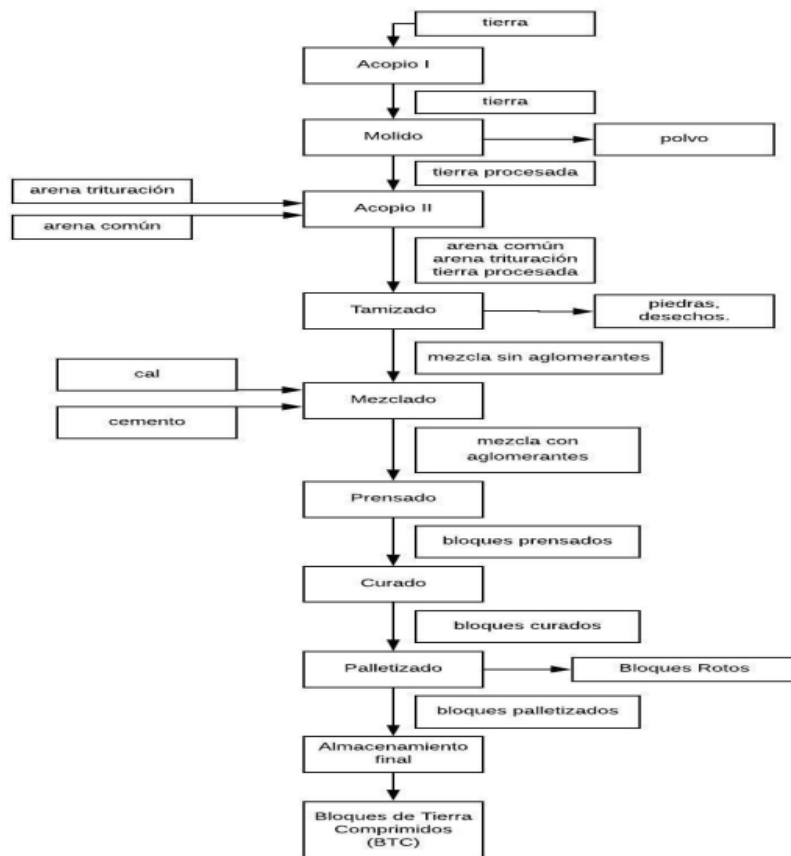 tierra
Acopio I
tierra
Molido
polvo
tierra procesada
arena trituración
Acopio II
arena común
arena común
arena trituración
tierra procesada
Tamizado
piedras,
desechos.
mezcla sin aglomerantes
cal
Mezclado
cemento
mezcla con
aglomerantes
Prensado
bloques prensados
Curado
bloques curados
Palletizado
Bloques Rotos
bloques palletizados
Almacenamiento
final
Bloques de Tierra
Comprimidos
(BTC)